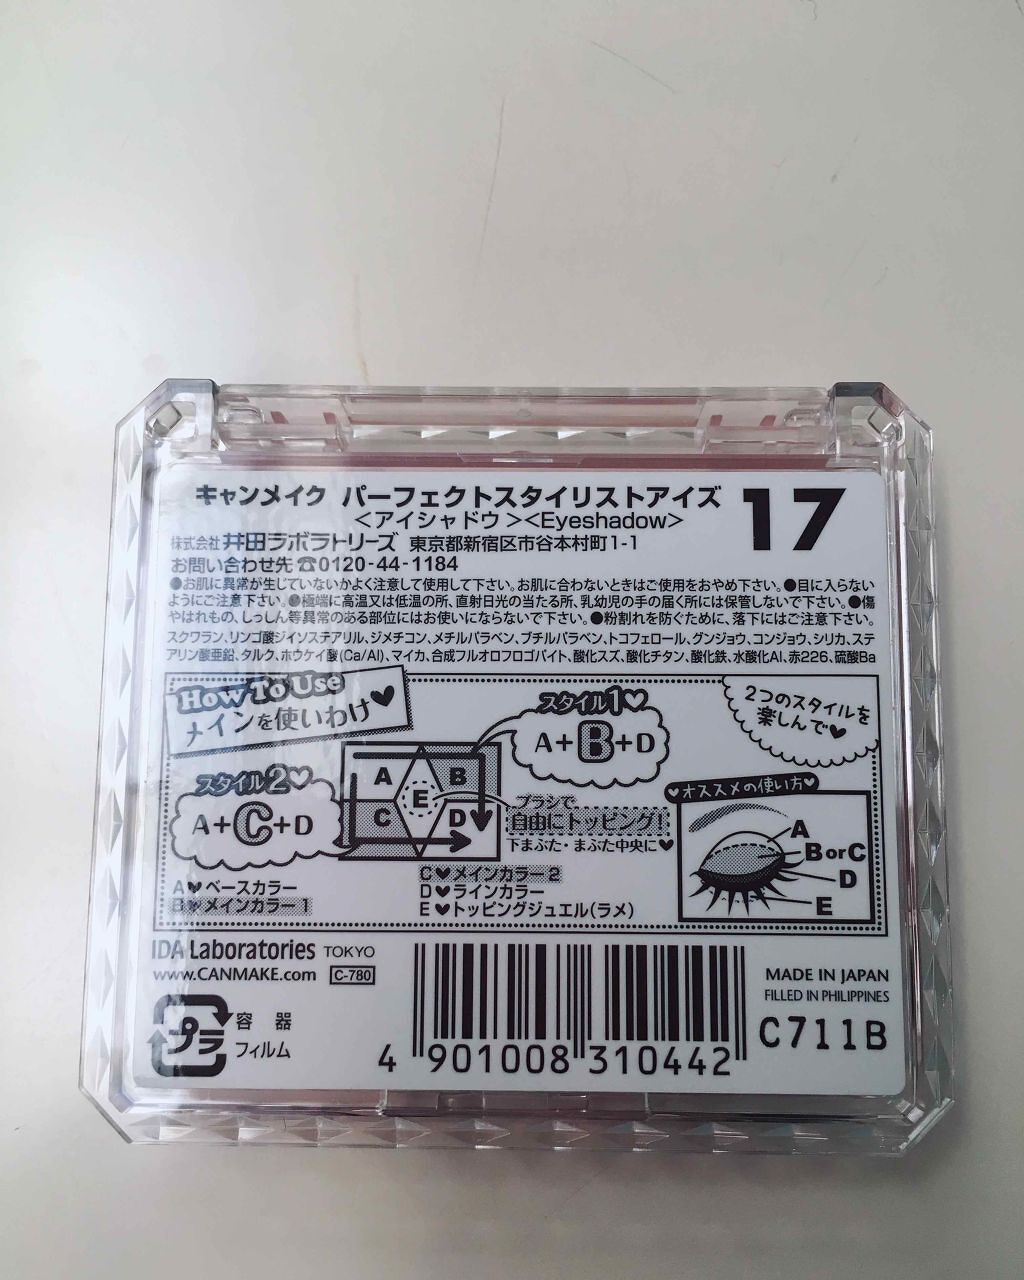 キャンメイク パーフェクトスタイリストアイズ 17
<アイシャドウ><Eyeshadow>
株式会社 井田ラボラトリーズ 東京都新宿区市谷本村町1-1
お問い合わせ先☎0120-44-1184
●お肌に異常が生じていないかよく注意して使用して下さい。お肌に合わないときはご使用をおやめ下さい。●目に入らない
ようにご注意下さい。●極端に高温又は低温の所、直射日光の当たる所、乳幼児の手の届く所には保管しないで下さい。●傷
やはれもの、しっしん等異常のある部位にはお使いにならないで下さい。●粉割れを防ぐために、落下にはご注意下さい。
スクワラン、リンゴ酸ジイソステアリル、ジメチコン、メチルパラベン、ブチルパラベン、トコフェロール、グンジョウ、コンジョウ、シリカ、ステ
アリン酸亜鉛、タルク、ホウケイ酸(Ca/Al)、マイカ、合成フルオロフロゴパイト、酸化スズ、酸化チタン、酸化鉄、水酸化Al、赤226、硫酸Ba
How To Use
メインを使いわけ♥
スタイル1♥
A+B+D
2つのスタイルを
楽しんで♥
スタイル2♥
A+C+D
A B
E
C D
ブラシで
自由にトッピング!
下まぶた・まぶた中央に♥
♥オススメの使い方♥
A
B or C
D
E
A♥ベースカラー
B♥メインカラー1
C♥メインカラー2
D♥ラインカラー
E♥トッピングジュエル(ラメ)
IDA Laboratories TOKYO
www.CANMAKE.com C-780
プラ
容器
フィルム
4 901008 310442
MADE IN JAPAN
FILLED IN PHILIPPINES
C711B